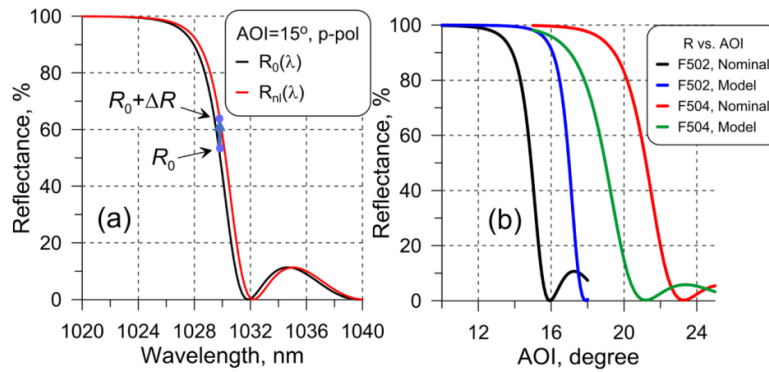 AOI=15º, p-pol
R₀(λ)
Rₙₗ(λ)
R₀+ΔR
R₀
(a)
Reflectance, %
100
80
60
40
20
0
1020 1024 1028 1032 1036 1040
Wavelength, nm
R vs. AOI
F502, Nominal
F502, Model
F504, Nominal
F504, Model
(b)
Reflectance, %
100
80
60
40
20
0
12 16 20 24
AOI, degree